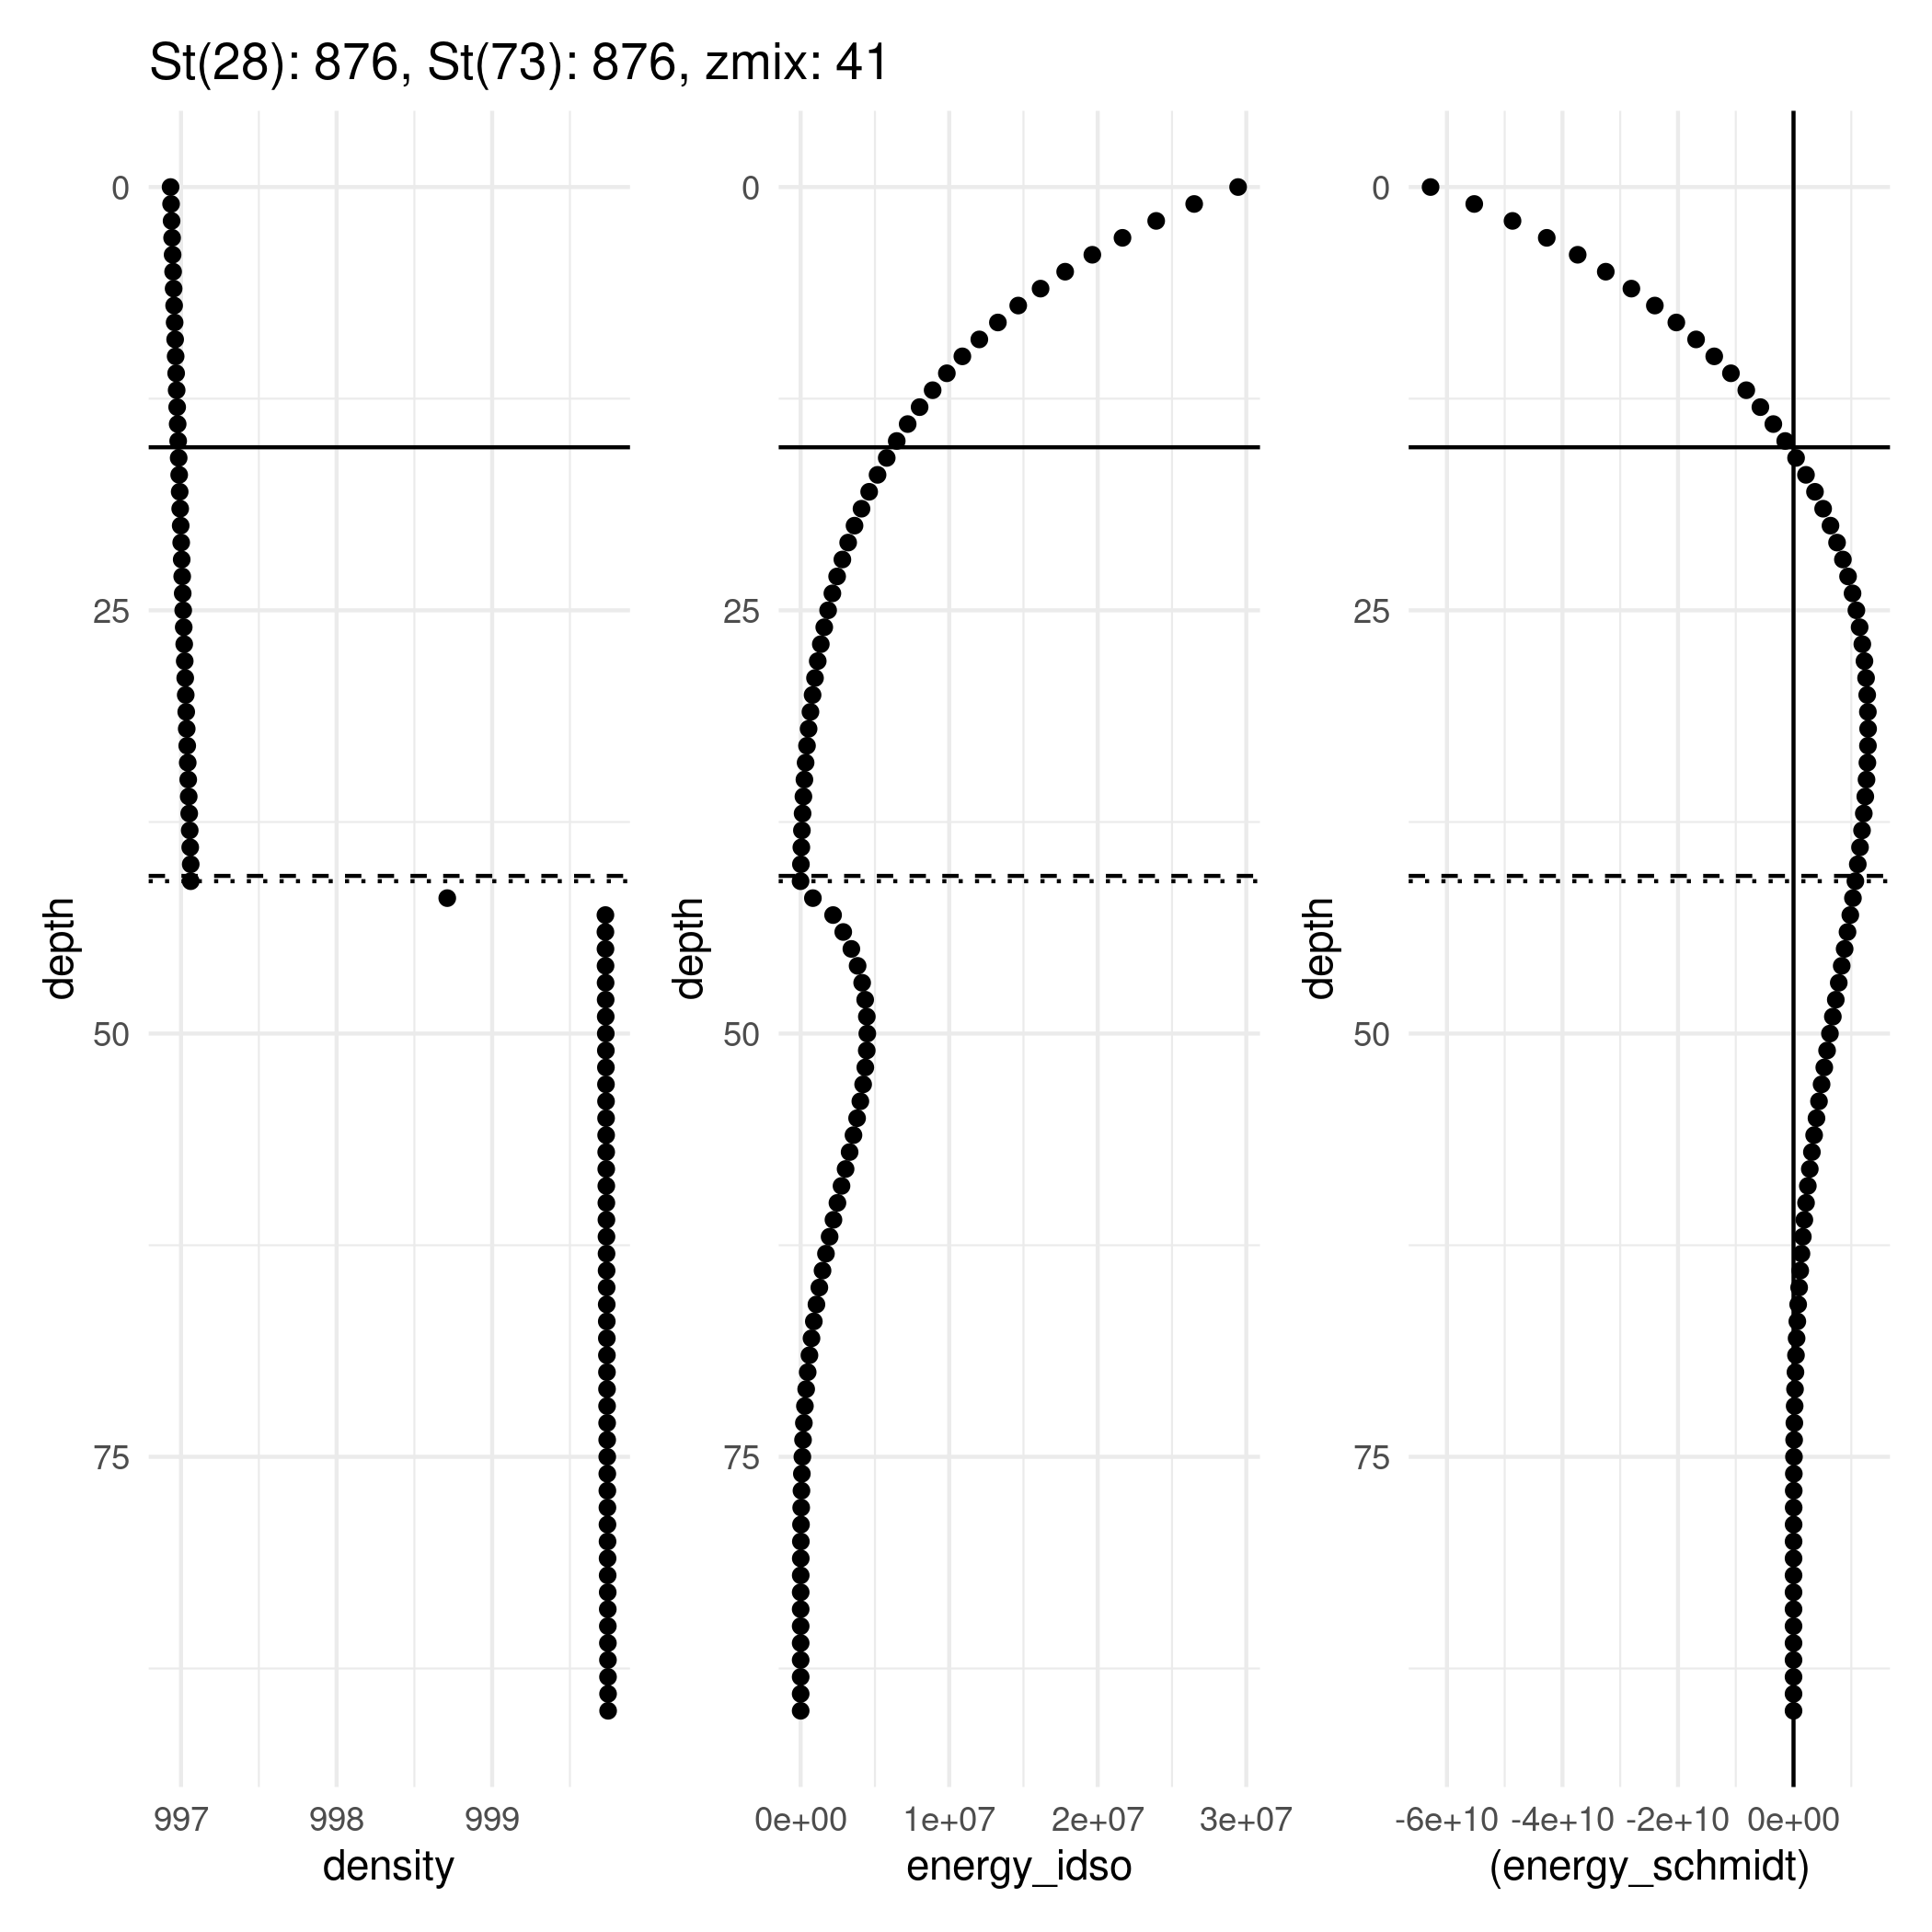 St(28): 876, St(73): 876, zmix: 41
0
25
50
75
depth
997 998 999
density
0
25
50
75
depth
0e+00 1e+07 2e+07 3e+07
energy_idso
0
25
50
75
depth
-6e+10 -4e+10 -2e+10 0e+00
(energy_schmidt)